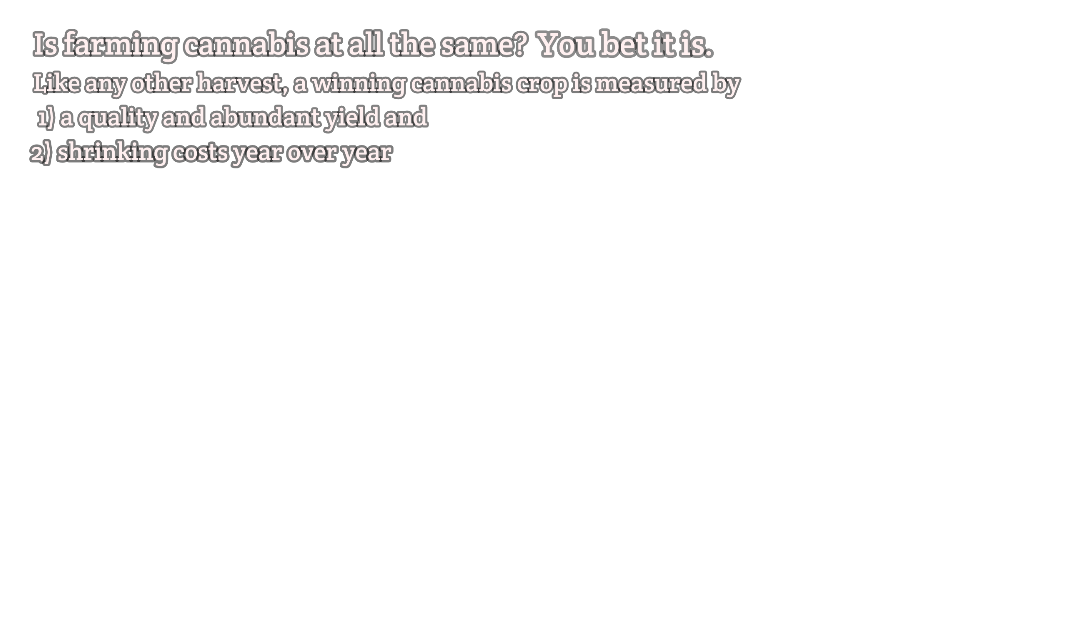 Is farming cannabis at all the same? You bet it is.
Like any other harvest, a winning cannabis crop is measured by
1) a quality and abundant yield and
2) shrinking costs year over year